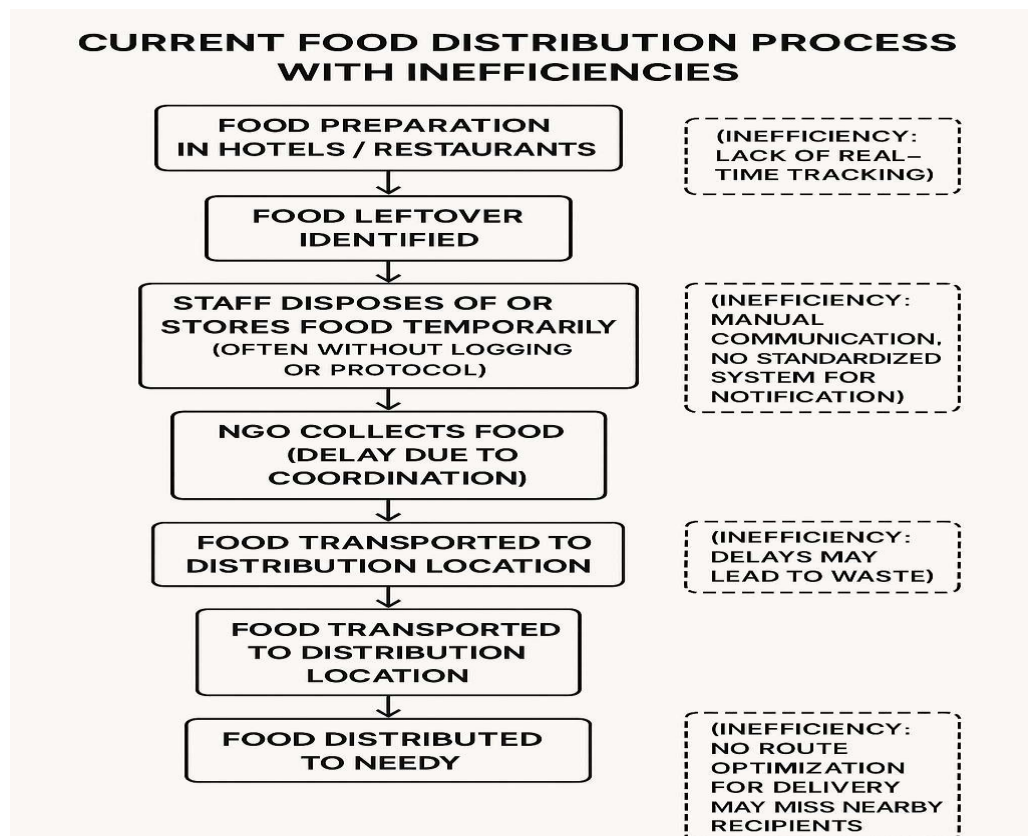 CURRENT FOOD DISTRIBUTION PROCESS
WITH INEFFICIENCIES
FOOD PREPARATION
IN HOTELS / RESTAURANTS
(INEFFICIENCY:
LACK OF REAL–
TIME TRACKING)
FOOD LEFTOVER
IDENTIFIED
STAFF DISPOSES OF OR
STORES FOOD TEMPORARILY
(OFTEN WITHOUT LOGGING
OR PROTOCOL)
(INEFFICIENCY:
MANUAL
COMMUNICATION,
NO STANDARDIZED
SYSTEM FOR
NOTIFICATION)
NGO COLLECTS FOOD
(DELAY DUE TO
COORDINATION)
FOOD TRANSPORTED TO
DISTRIBUTION LOCATION
(INEFFICIENCY:
DELAYS MAY
LEAD TO WASTE)
FOOD TRANSPORTED
TO DISTRIBUTION
LOCATION
FOOD DISTRIBUTED
TO NEEDY
(INEFFICIENCY:
NO ROUTE
OPTIMIZATION
FOR DELIVERY
MAY MISS NEARBY
RECIPIENTS